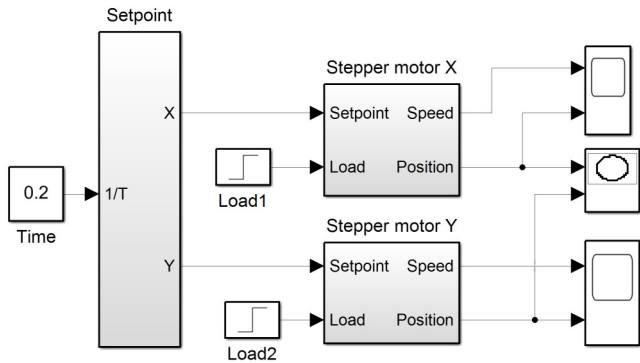 Setpoint
Stepper motor X
X
Setpoint Speed
Load Position
Load1
0.2
1/T
Time
Stepper motor Y
Y
Setpoint Speed
Load Position
Load2